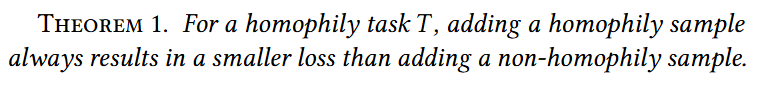 THEOREM 1. For a homophily task T, adding a homophily sample
always results in a smaller loss than adding a non-homophily sample.